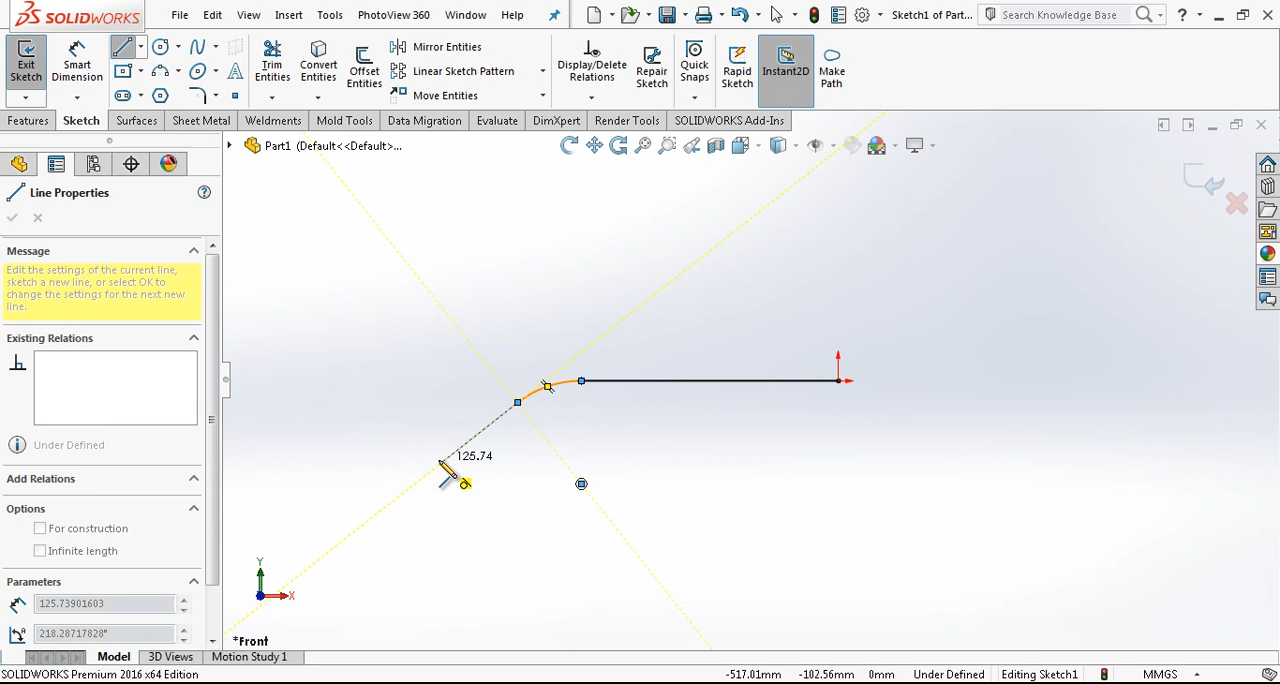 SOLIDWORKS File Edit View Insert Tools PhotoView 360 Window Help Sketch1 of Part... Search Knowledge Base ?
Exit Sketch
Smart Dimension
Trim Entities
Convert Entities
Offset Entities
Mirror Entities
Linear Sketch Pattern
Move Entities
Display/Delete Relations
Repair Sketch
Quick Snaps
Rapid Sketch
Instant2D
Make Path
Features Sketch Surfaces Sheet Metal Weldments Mold Tools Data Migration Evaluate DimXpert Render Tools SOLIDWORKS Add-Ins
Part1 (Default<<Default>...
Line Properties
Message
Edit the settings of the current line,
sketch a new line, or select OK to
change the settings for the next new
line.
Existing Relations
Under Defined
Add Relations
Options
For construction
Infinite length
Parameters
125.73901603
218.28717828°
125.74
Y
X
*Front
Model 3D Views Motion Study 1
SOLIDWORKS Premium 2016 x64 Edition -517.01mm -102.56mm 0mm Under Defined Editing Sketch1 MMGS